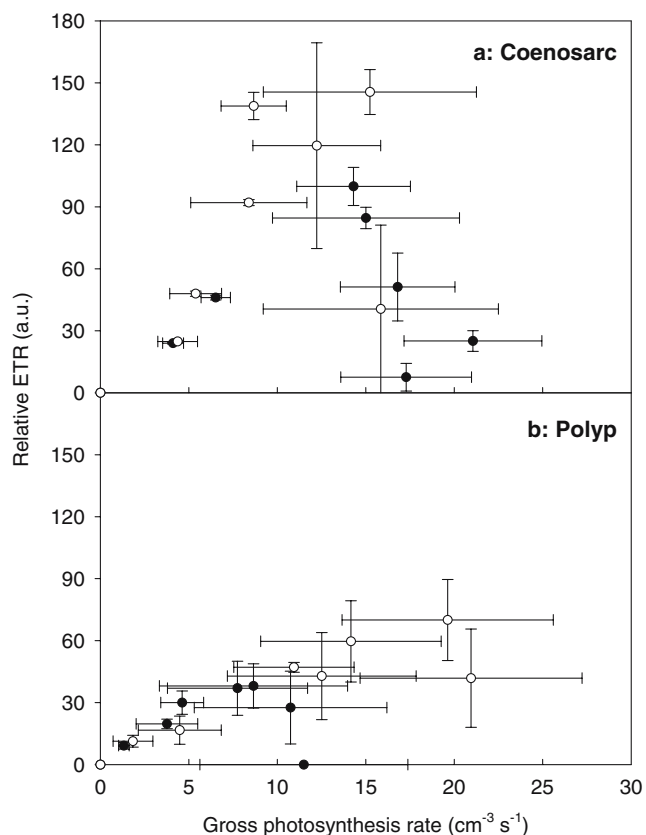 180
a: Coenosarc
150
120
90
60
30
0
Relative ETR (a.u.)
b: Polyp
150
120
90
60
30
0
0 5 10 15 20 25 30
Gross photosynthesis rate (cm⁻³ s⁻¹)